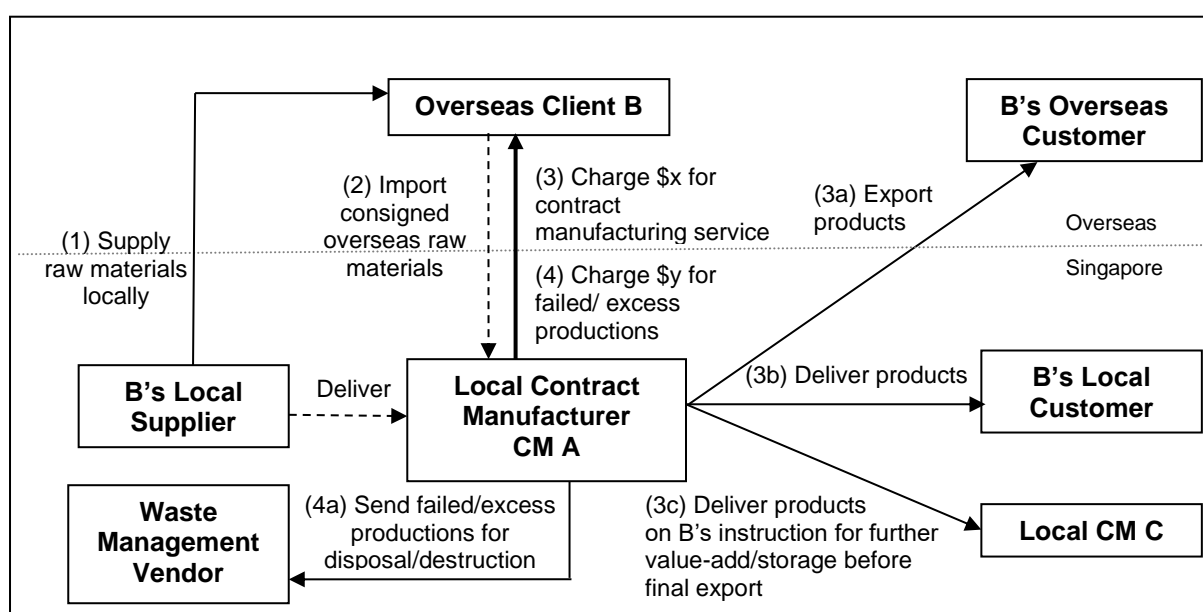 Overseas Client B
B’s Overseas
Customer
(2) Import
consigned
overseas raw
materials
(3) Charge $x for
contract
manufacturing service
(3a) Export
products
Overseas
(1) Supply
raw materials
locally
Singapore
(4) Charge $y for
failed/ excess
productions
B’s Local
Supplier
Deliver
Local Contract
Manufacturer
CM A
(3b) Deliver products
B’s Local
Customer
Waste
Management
Vendor
(4a) Send failed/excess
productions for
disposal/destruction
(3c) Deliver products
on B’s instruction for further
value-add/storage before
final export
Local CM C